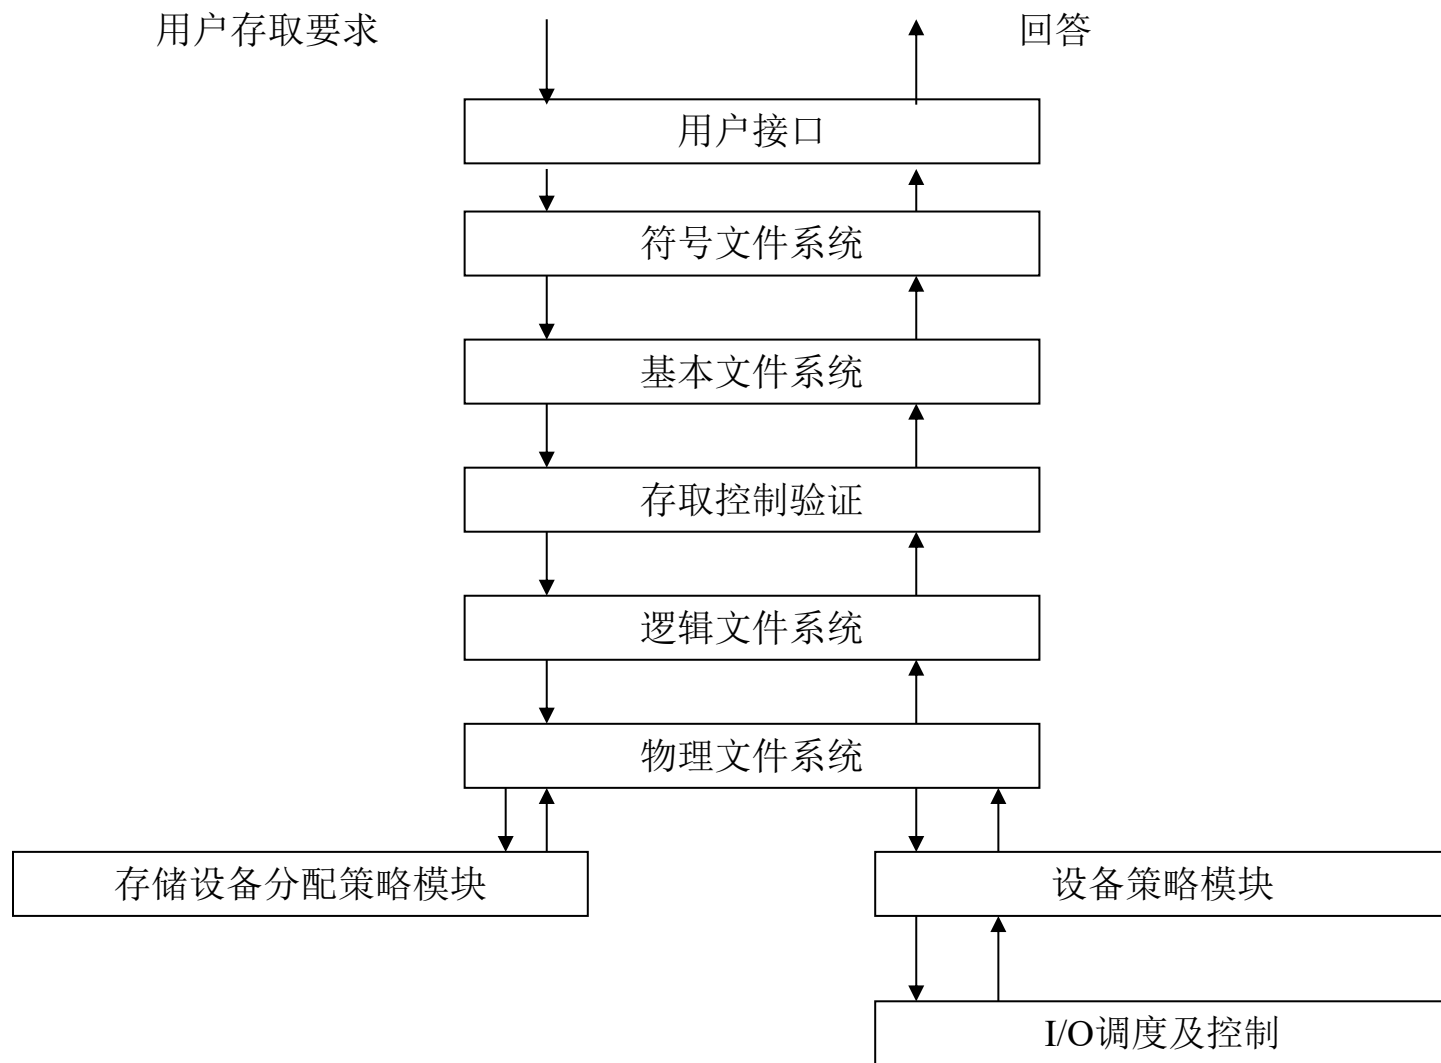 用户存取要求
回答
用户接口
符号文件系统
基本文件系统
存取控制验证
逻辑文件系统
物理文件系统
存储设备分配策略模块
设备策略模块
I/O调度及控制